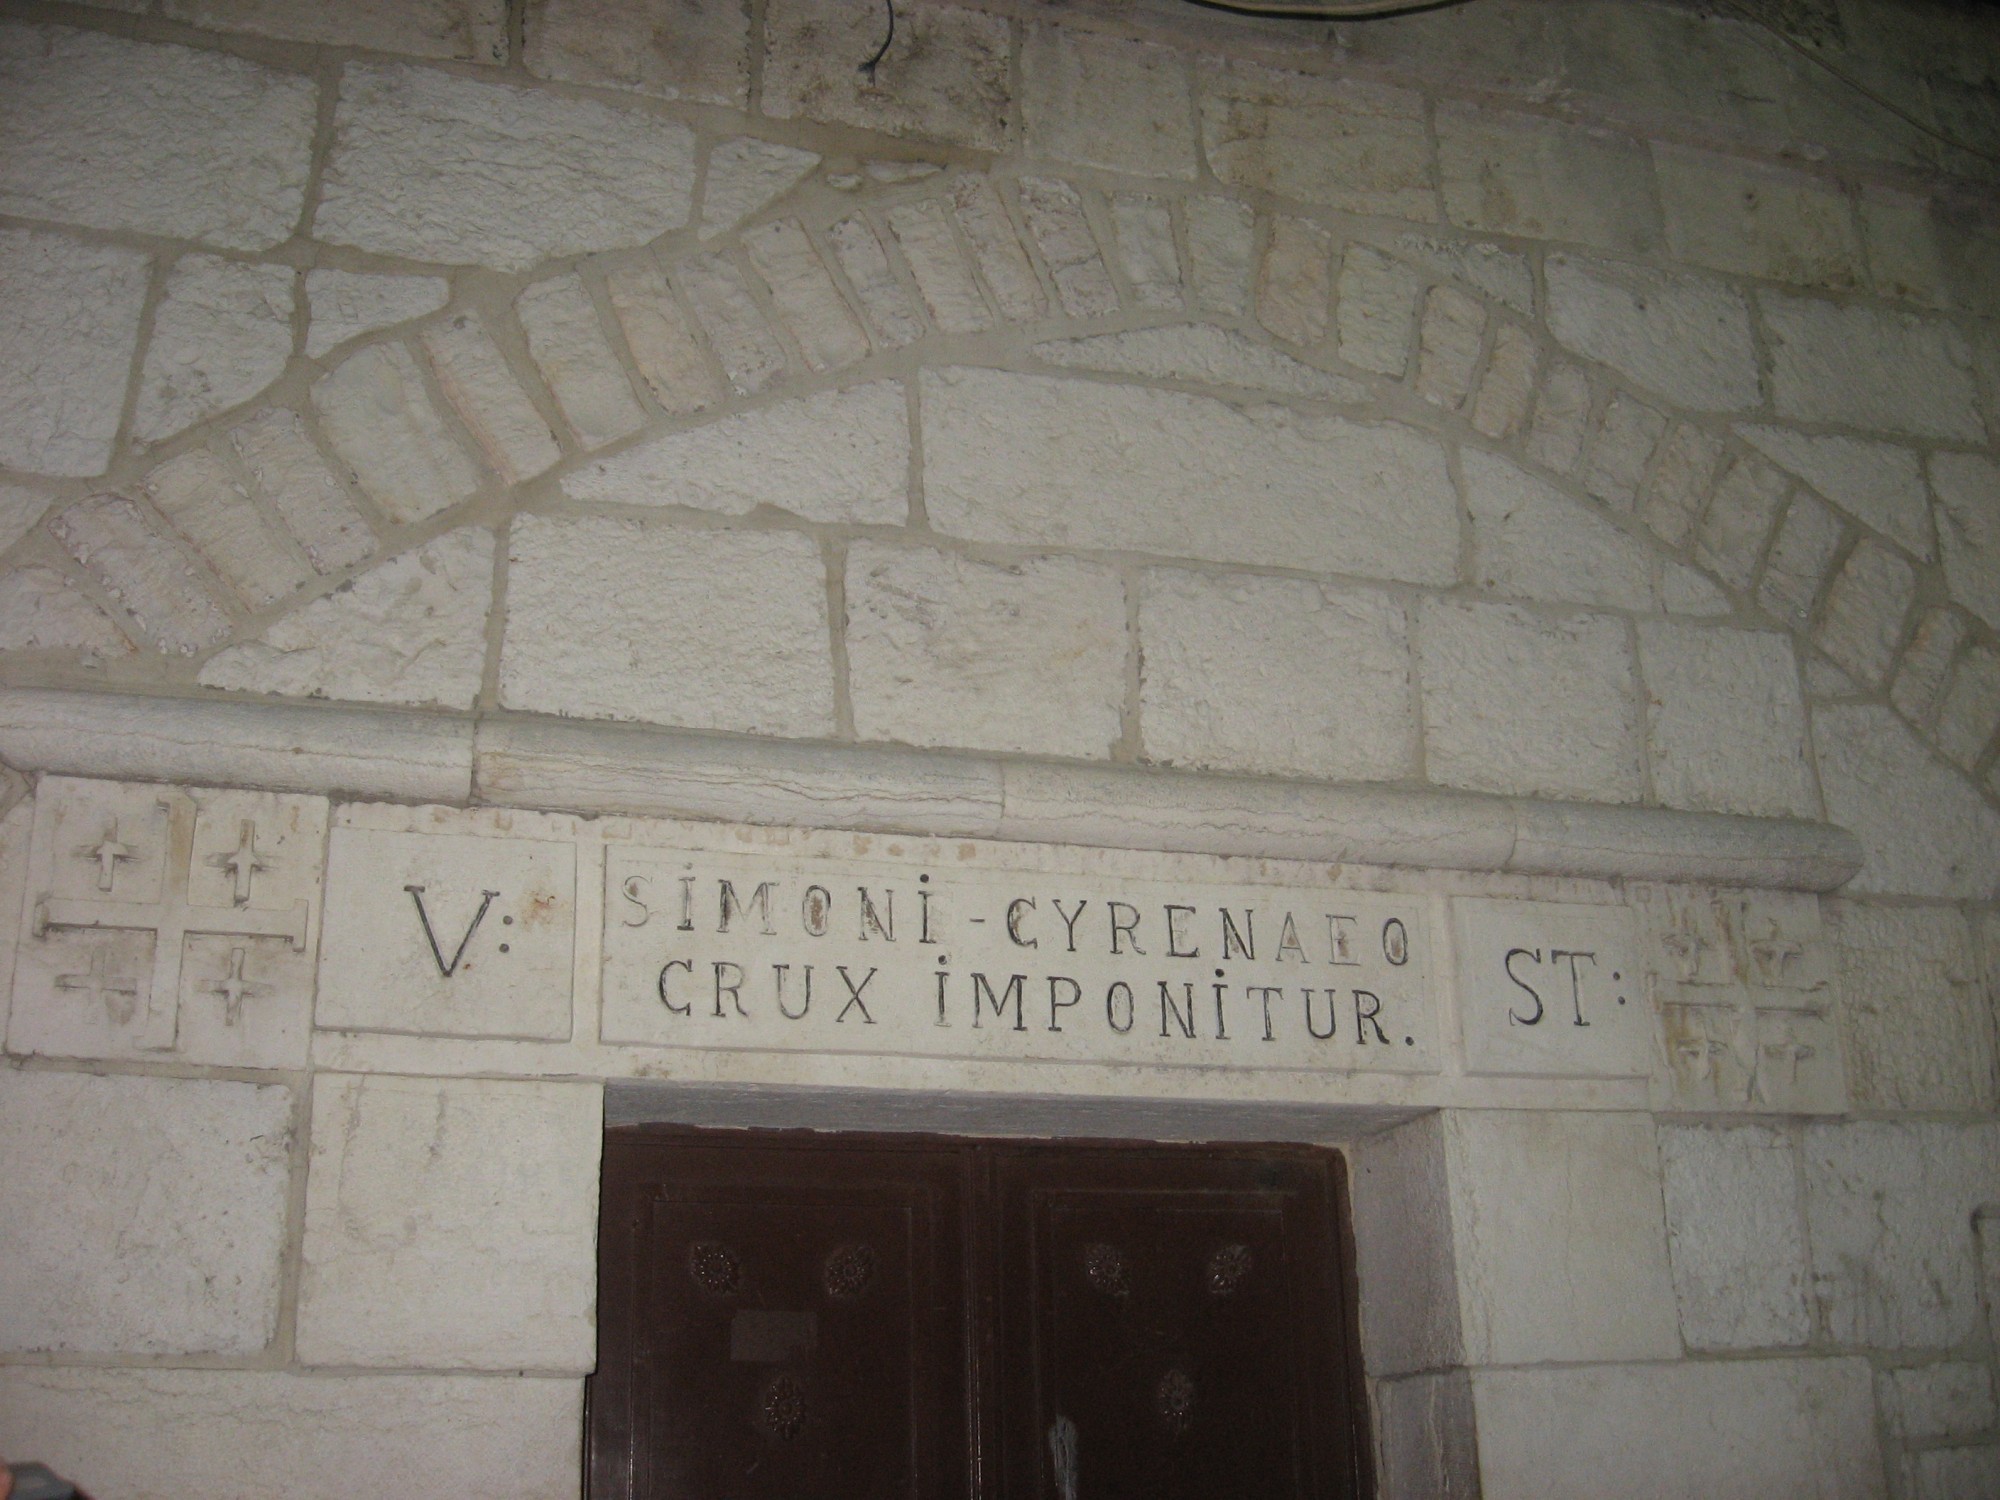 V:
SIMONI - CYRENAEO
CRUX IMPONITUR.
ST: